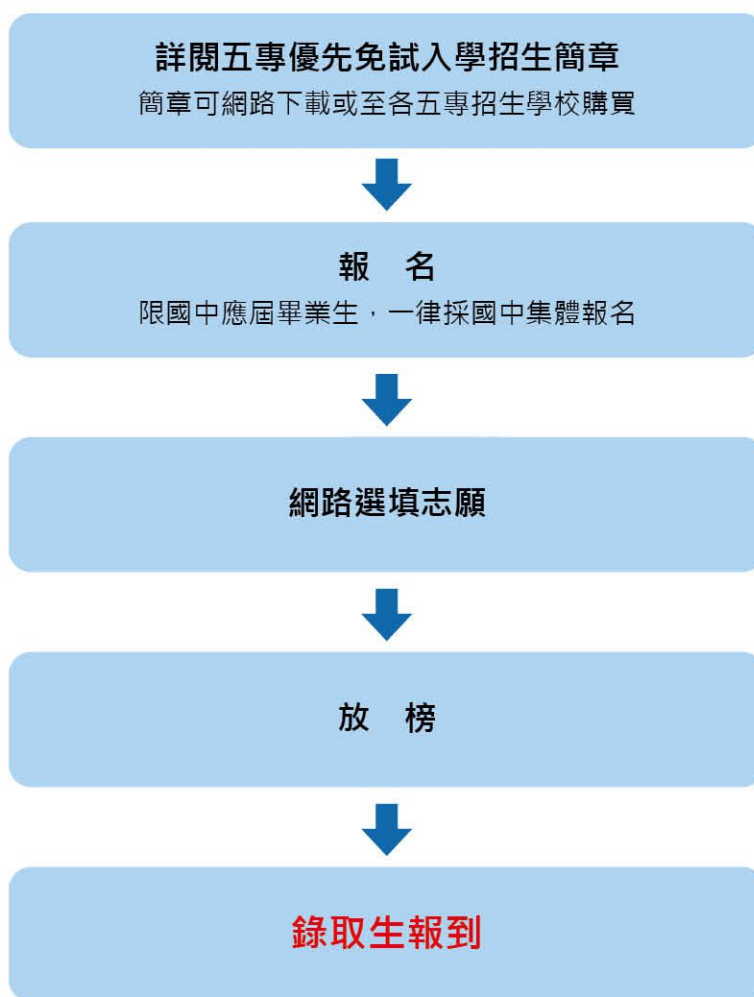 詳閱五專優先免試入學招生簡章
簡章可網路下載或至各五專招生學校購買
報　名
限國中應屆畢業生，一律採國中集體報名
網路選填志願
放　榜
錄取生報到